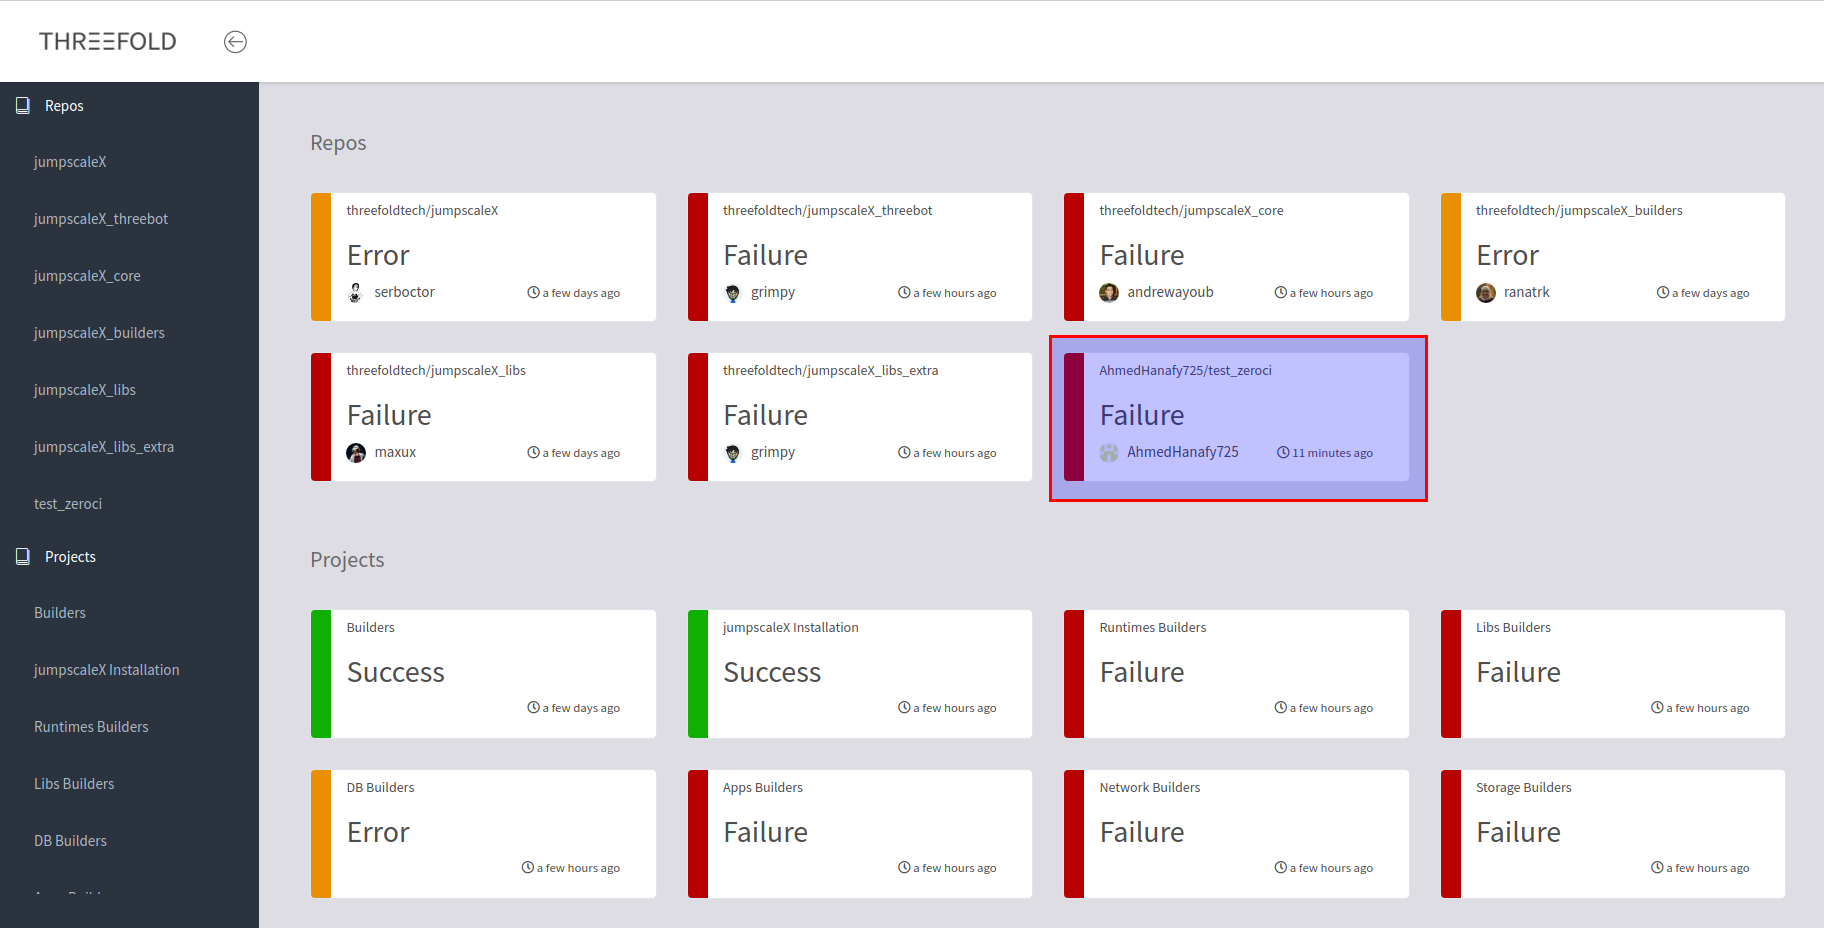 THREEFOLD
Repos
jumpscaleX
jumpscaleX_threebot
jumpscaleX_core
jumpscaleX_builders
jumpscaleX_libs
jumpscaleX_libs_extra
test_zeroci
Projects
Builders
jumpscaleX Installation
Runtimes Builders
Libs Builders
DB Builders
Repos
threefoldtech/jumpscaleX
Error
serboctor
a few days ago
threefoldtech/jumpscaleX_threebot
Failure
grimpy
a few hours ago
threefoldtech/jumpscaleX_core
Failure
andrewayoub
a few hours ago
threefoldtech/jumpscaleX_builders
Error
ranatrk
a few days ago
threefoldtech/jumpscaleX_libs
Failure
maxux
a few days ago
threefoldtech/jumpscaleX_libs_extra
Failure
grimpy
a few hours ago
AhmedHanafy725/test_zeroci
Failure
AhmedHanafy725
11 minutes ago
Projects
Builders
Success
a few days ago
jumpscaleX Installation
Success
a few hours ago
Runtimes Builders
Failure
a few hours ago
Libs Builders
Failure
a few hours ago
DB Builders
Error
a few hours ago
Apps Builders
Failure
a few hours ago
Network Builders
Failure
a few hours ago
Storage Builders
Failure
a few hours ago